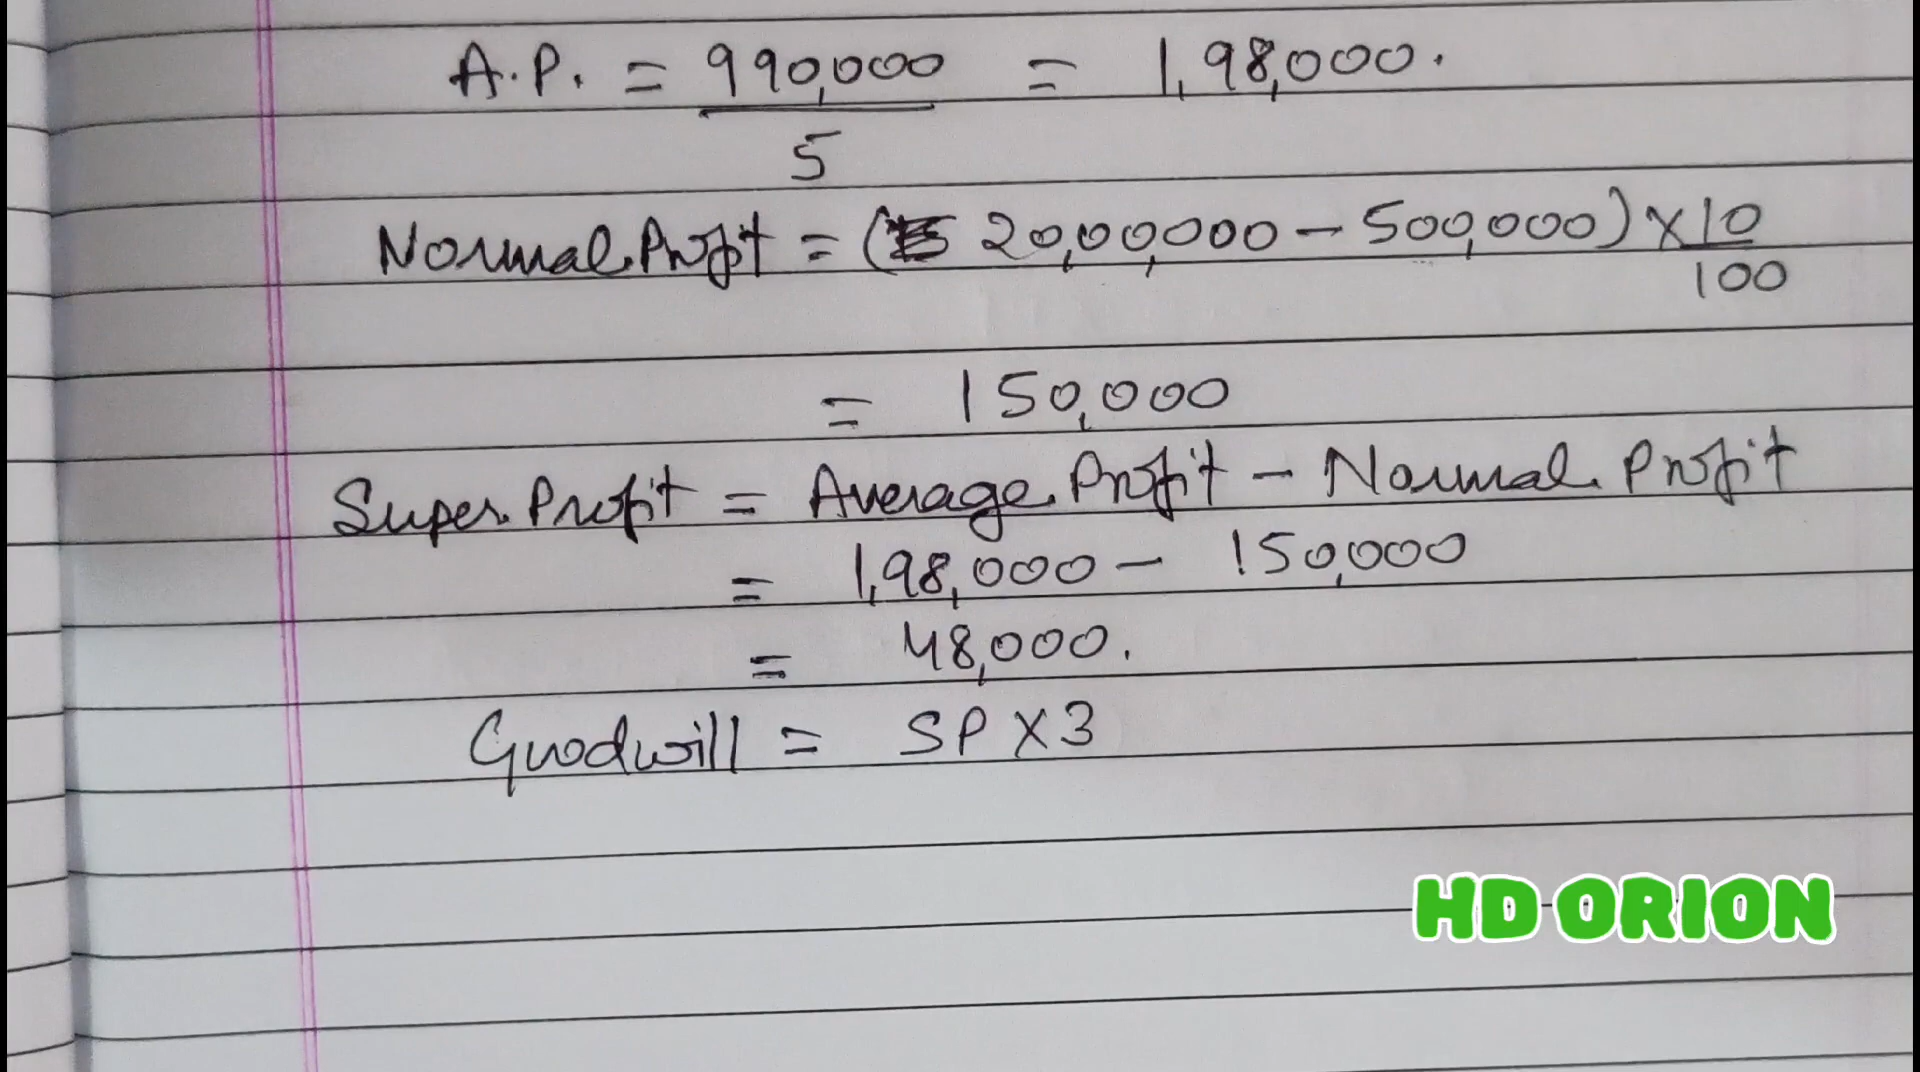 A.P. = 990,000 = 1,98,000.
5
Normal Profit = ( 20,00,000 - 500,000) x 10
100
= 150,000
Super Profit = Average Profit - Normal Profit
= 1,98,000 - 150,000
= 48,000.
Goodwill = SP X 3
HD ORION